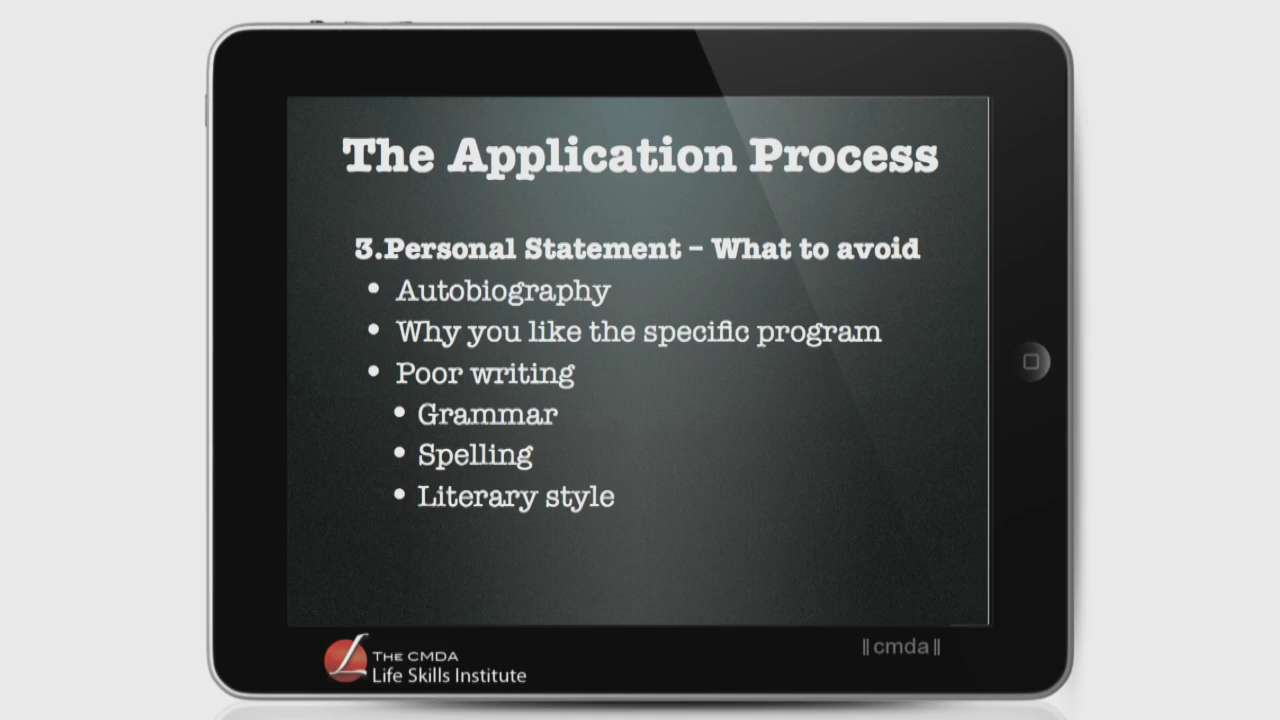 The Application Process
3.Personal Statement – What to avoid
• Autobiography
• Why you like the specific program
• Poor writing
• Grammar
• Spelling
• Literary style
THE CMDA
Life Skills Institute
||cmda||